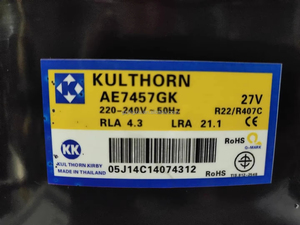 KULTHORN
AE7457GK 27V
220-240V~50Hz R22/R407C
RLA 4.3 LRA 21.1
RoHS
KK
05J14C14074312
KULTHORN KIRBY
MADE IN THAILAND
RoHS